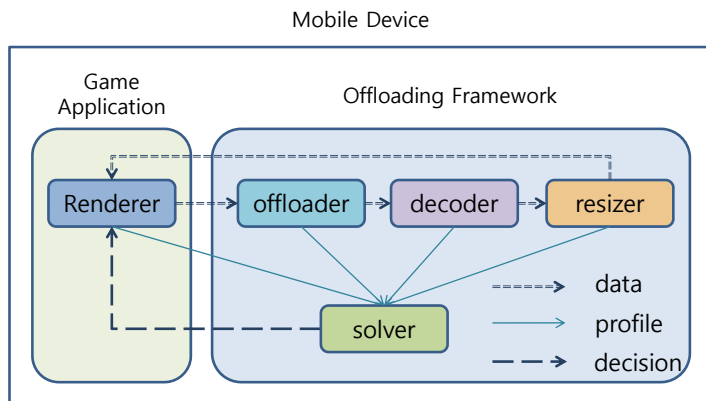 Mobile Device
Game
Application
Offloading Framework
Renderer
offloader
decoder
resizer
solver
data
profile
decision